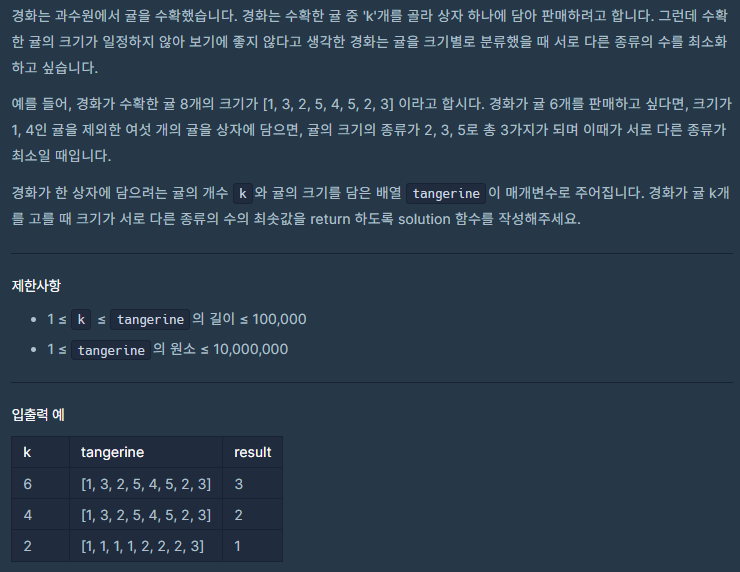 경화는 과수원에서 귤을 수확했습니다. 경화는 수확한 귤 중 'k'개를 골라 상자 하나에 담아 판매하려고 합니다. 그런데 수확
한 귤의 크기가 일정하지 않아 보기에 좋지 않다고 생각한 경화는 귤을 크기별로 분류했을 때 서로 다른 종류의 수를 최소화
하고 싶습니다.
예를 들어, 경화가 수확한 귤 8개의 크기가 [1, 3, 2, 5, 4, 5, 2, 3] 이라고 합시다. 경화가 귤 6개를 판매하고 싶다면, 크기가
1, 4인 귤을 제외한 여섯 개의 귤을 상자에 담으면, 귤의 크기의 종류가 2, 3, 5로 총 3가지가 되며 이때가 서로 다른 종류가
최소일 때입니다.
경화가 한 상자에 담으려는 귤의 개수 k 와 귤의 크기를 담은 배열 tangerine 이 매개변수로 주어집니다. 경화가 귤 k개
를 고를 때 크기가 서로 다른 종류의 수의 최솟값을 return 하도록 solution 함수를 작성해주세요.
제한사항
• 1 ≤ k ≤ tangerine 의 길이 ≤ 100,000
• 1 ≤ tangerine 의 원소 ≤ 10,000,000
입출력 예
k tangerine result
6 [1, 3, 2, 5, 4, 5, 2, 3] 3
4 [1, 3, 2, 5, 4, 5, 2, 3] 2
2 [1, 1, 1, 1, 2, 2, 2, 3] 1